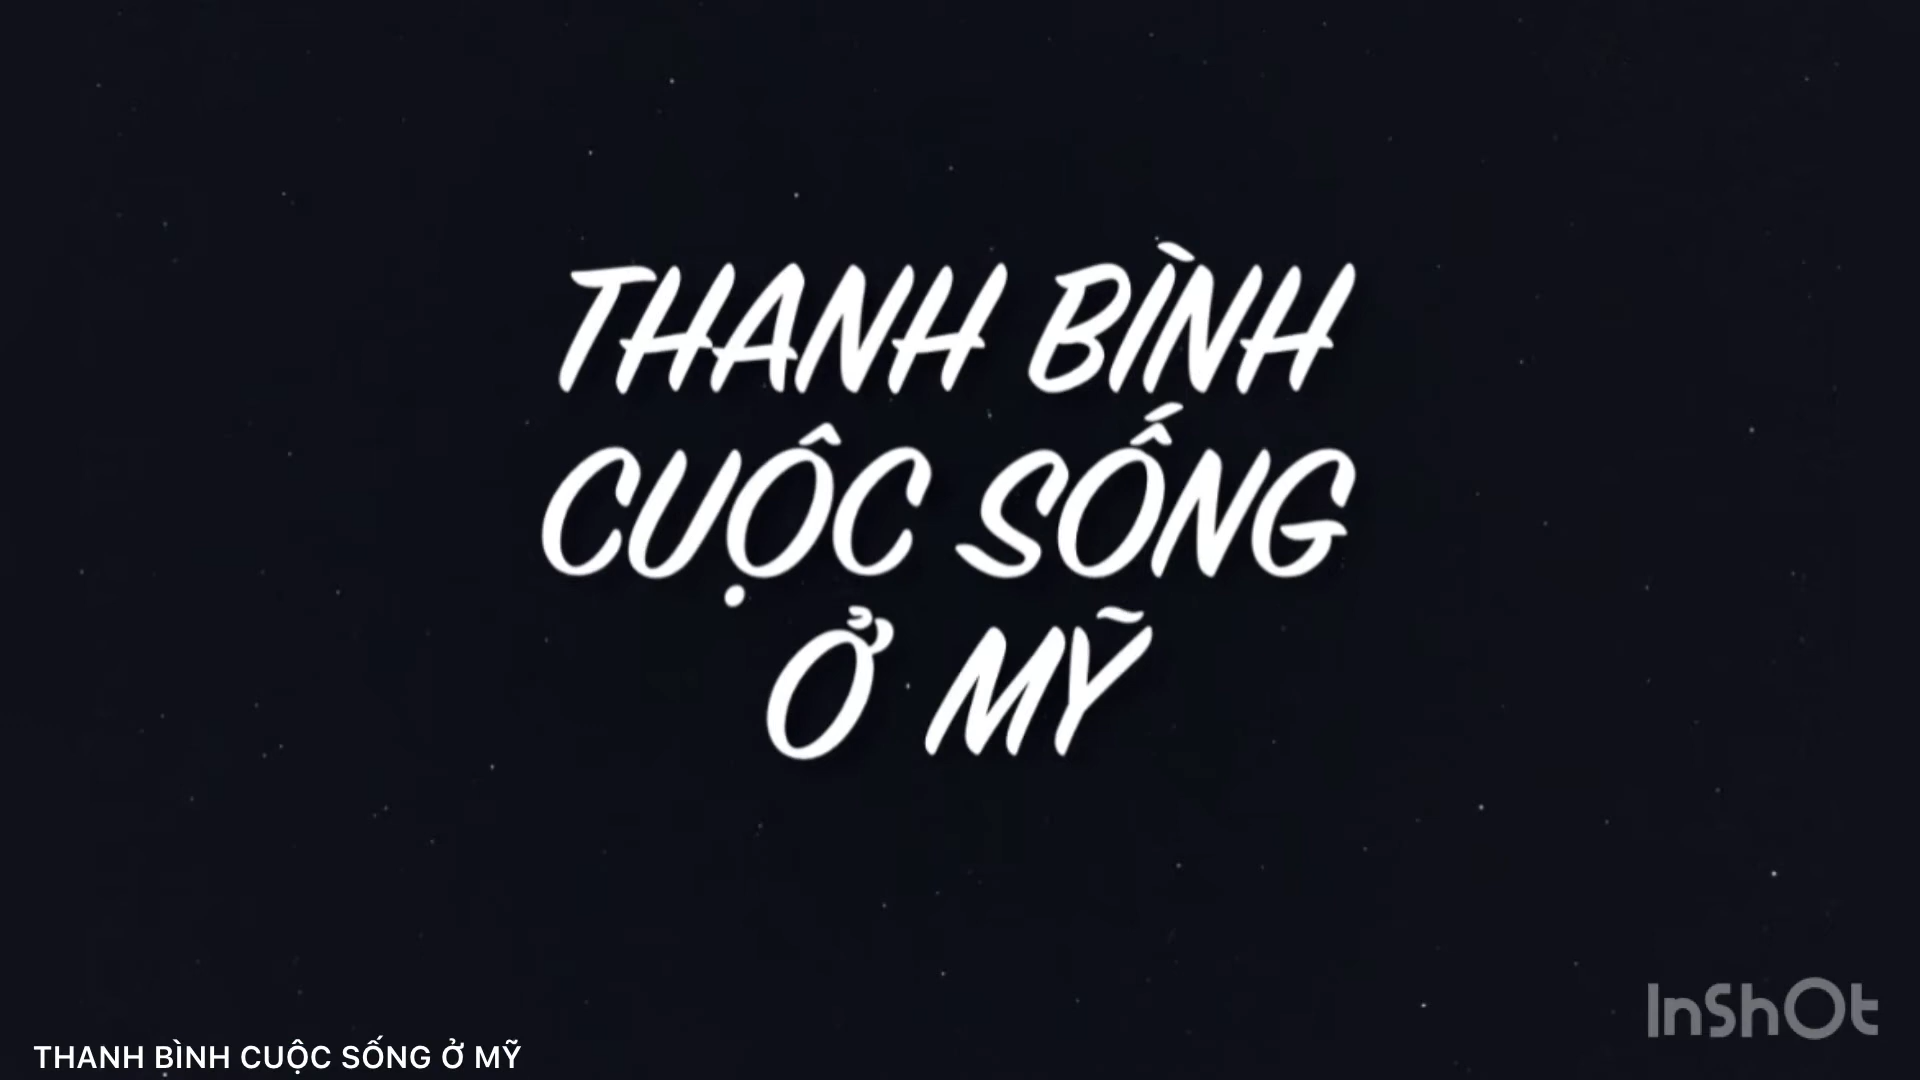 THANH BÌNH
CUỘC SỐNG
Ở MỸ
InShOt
THANH BÌNH CUỘC SỐNG Ở MỸ